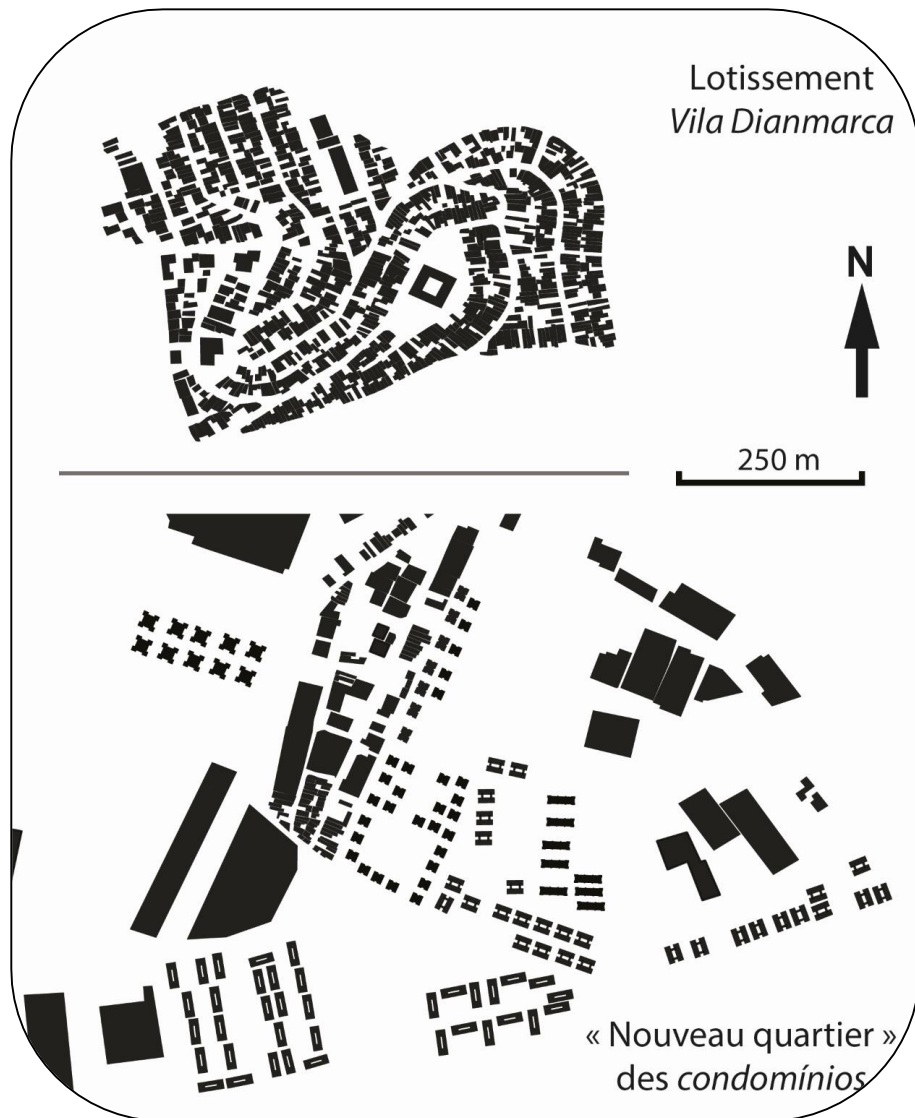 Lotissement
Vila Dianmarca
N
250 m
« Nouveau quartier »
des condomínios